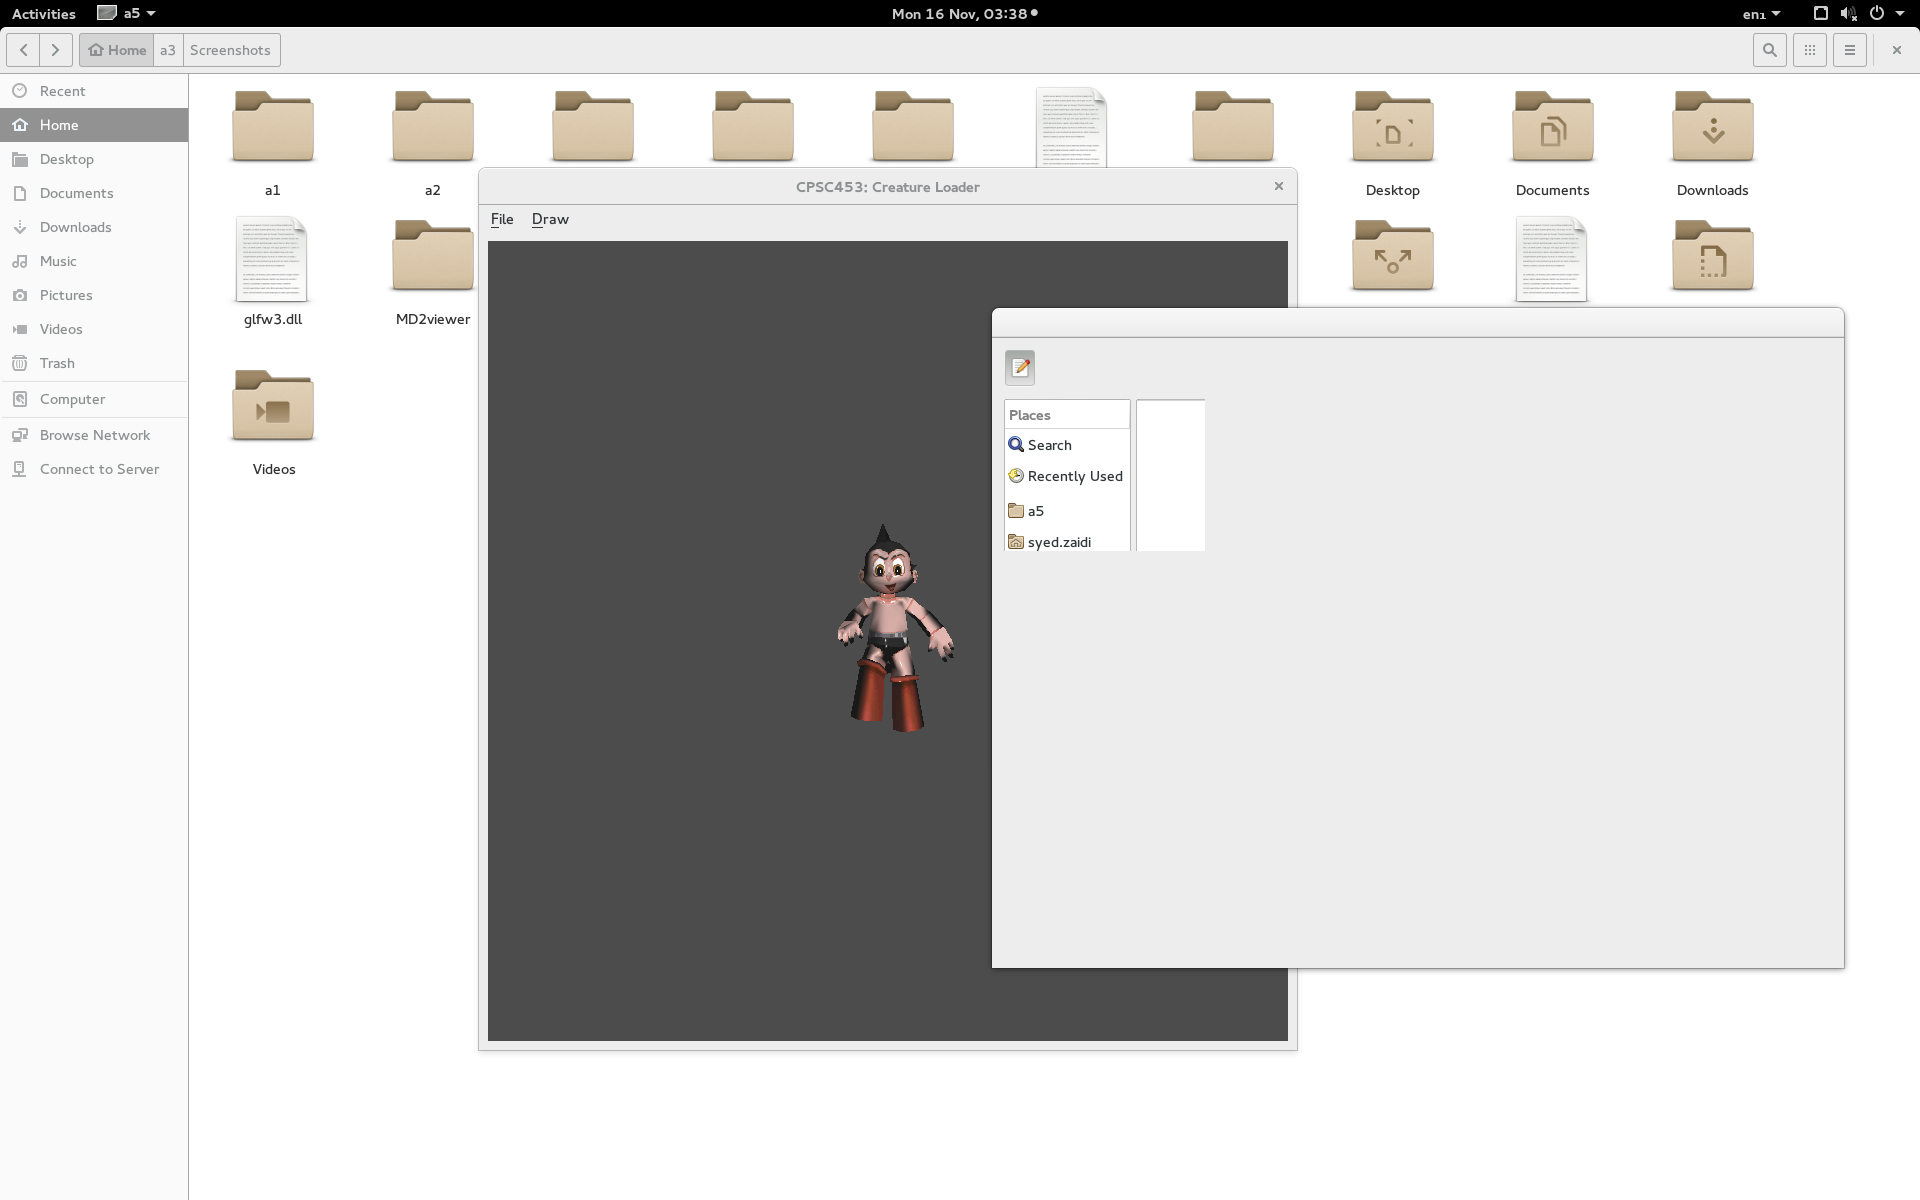 Activities
a5
Mon 16 Nov, 03:38
en₁
Home
a3
Screenshots
Recent
Home
Desktop
Documents
Downloads
Music
Pictures
Videos
Trash
Computer
Browse Network
Connect to Server
a1
a2
Desktop
Documents
Downloads
glfw3.dll
MD2viewer
Videos
CPSC453: Creature Loader
File
Draw
Places
Search
Recently Used
a5
syed.zaidi